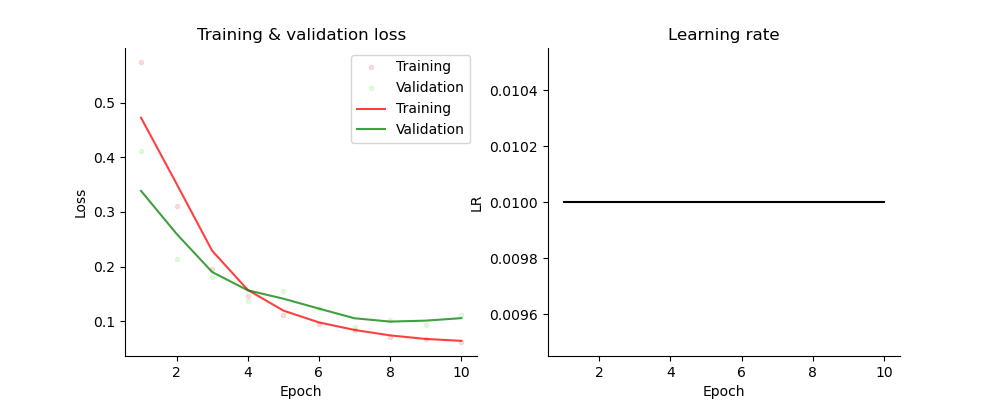 Training & validation loss
Training
Validation
Training
Validation
0.5
0.4
0.3
0.2
0.1
Loss
2
4
6
8
10
Epoch
Learning rate
0.0104
0.0102
0.0100
0.0098
0.0096
LR
2
4
6
8
10
Epoch